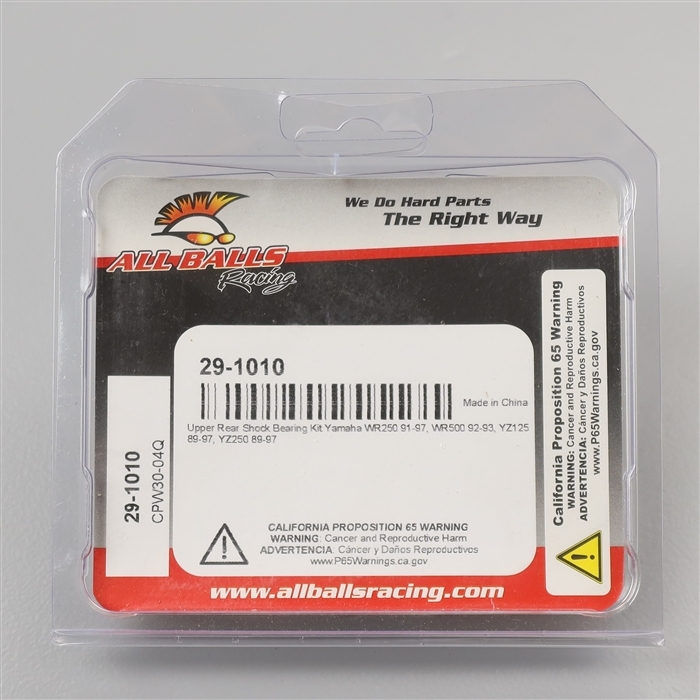 We Do Hard Parts
The Right Way
ALL BALLS
Racing
29-1010
Made in China
Upper Rear Shock Bearing Kit Yamaha WR250 91-97, WR500 92-93, YZ125
89-97, YZ250 89-97
CALIFORNIA PROPOSITION 65 WARNING
WARNING: Cancer and Reproductive Harm
ADVERTENCIA: Cáncer y Daños Reproductivos
www.P65Warnings.ca.gov
29-1010
CPW30-04Q
California Proposition 65 Warning
WARNING: Cancer and Reproductive Harm
ADVERTENCIA: Cáncer y Daños Reproductivos
www.P65Warnings.ca.gov
www.allballsracing.com